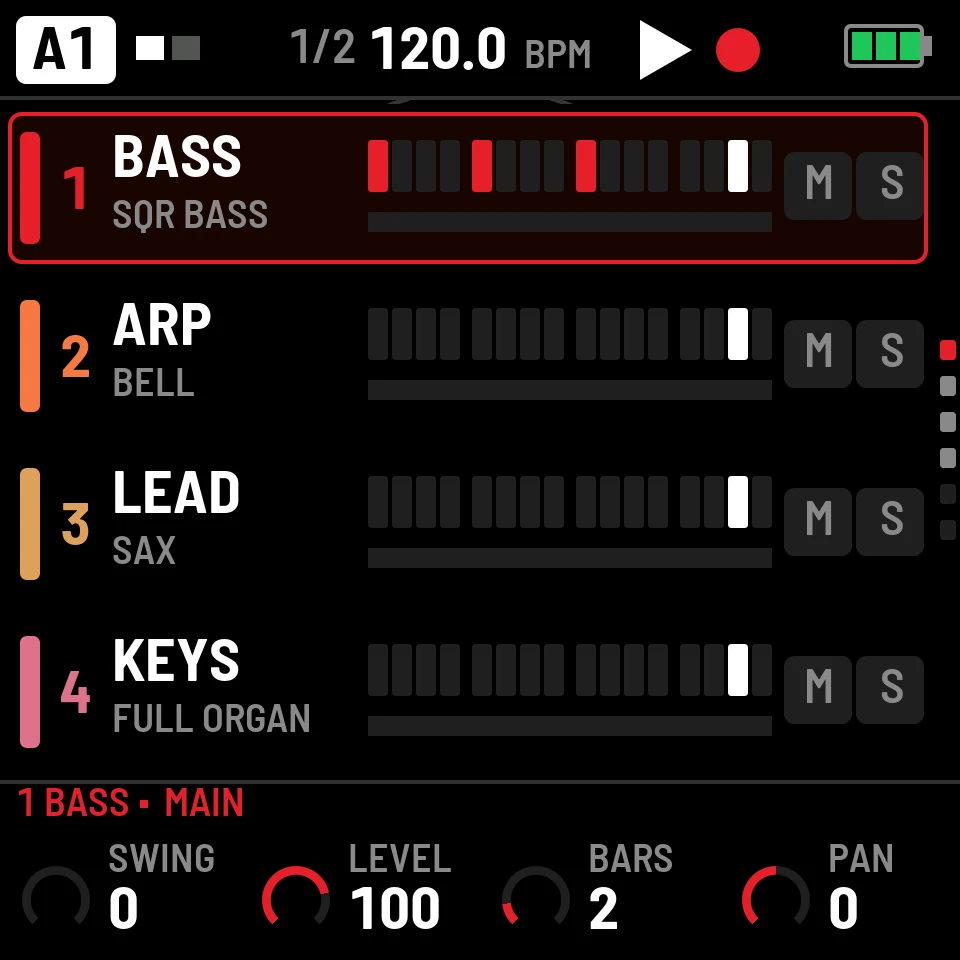 A1 1/2 120.0 BPM
1 BASS M S
SQR BASS
2 ARP M S
BELL
3 LEAD M S
SAX
4 KEYS M S
FULL ORGAN
1 BASS ▪ MAIN
SWING LEVEL BARS PAN
0 100 2 0